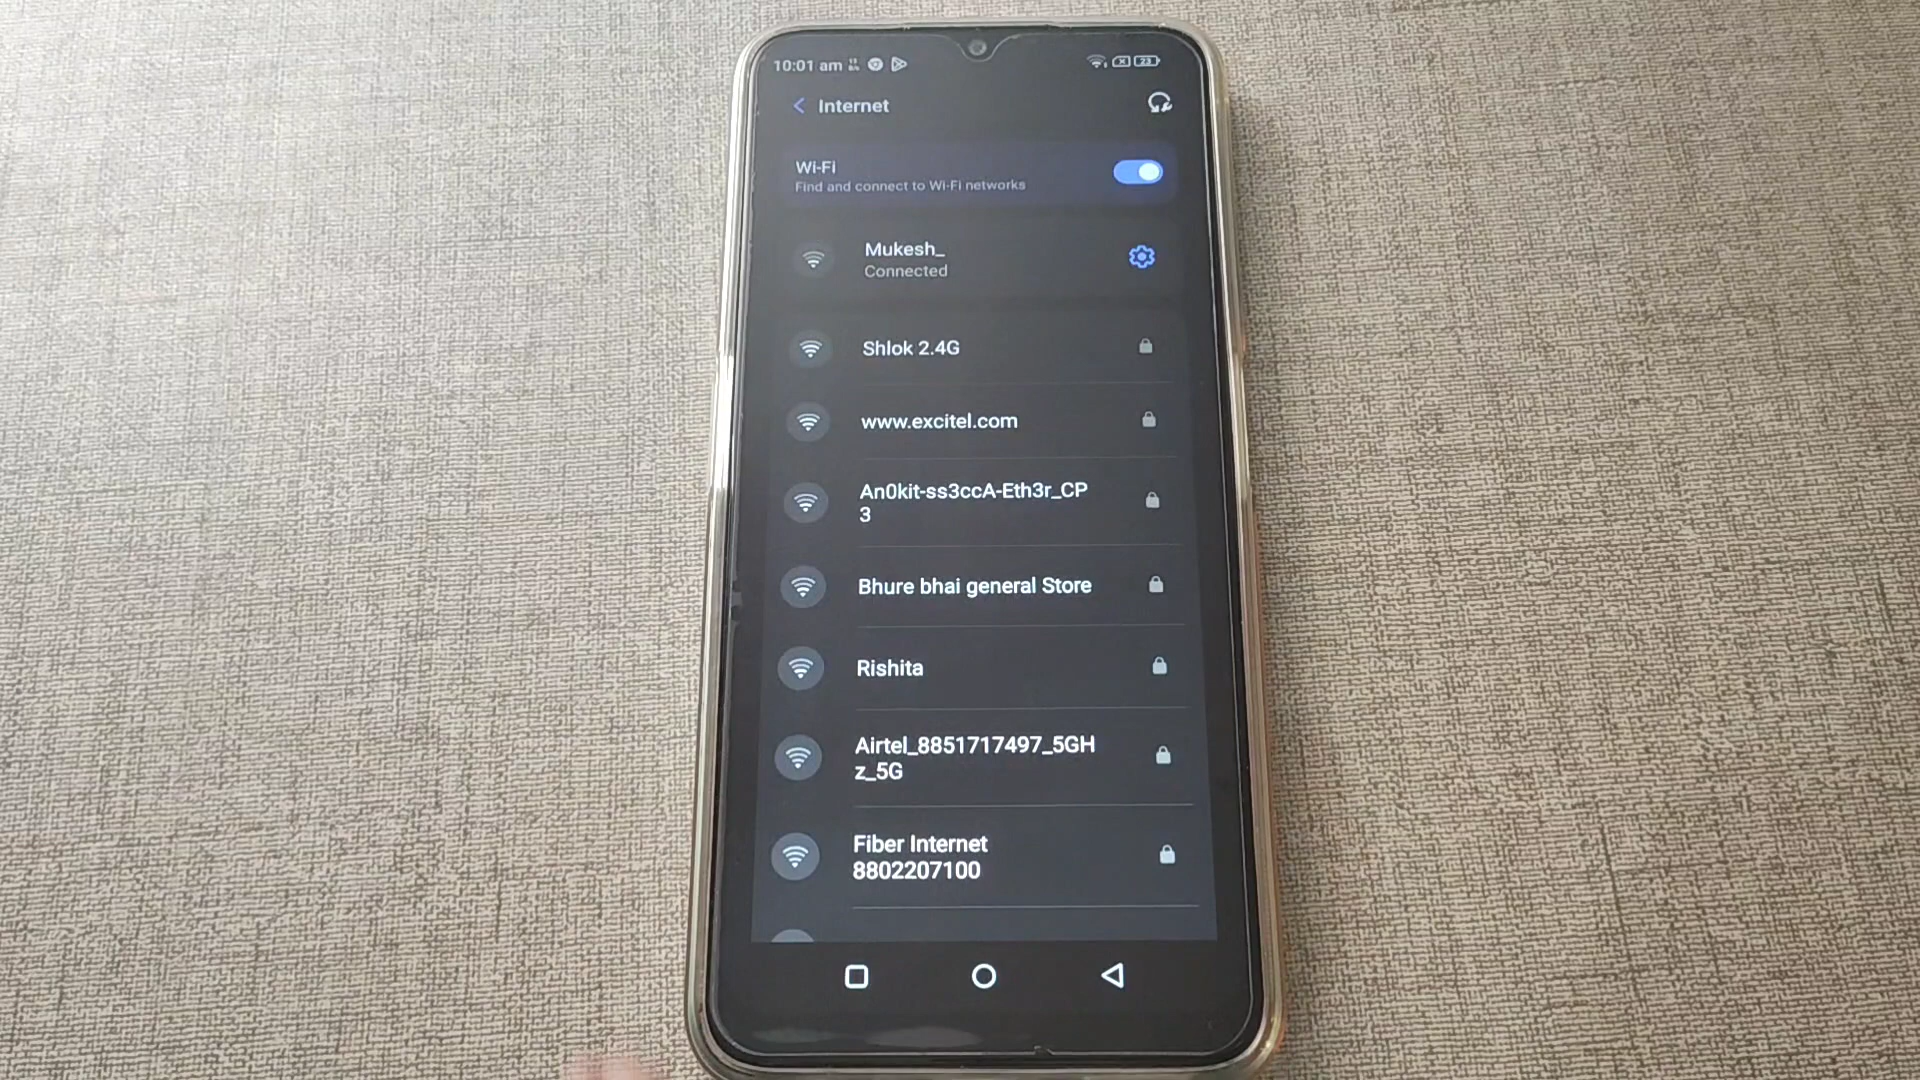 10:01 am
23
Internet
Wi-Fi
Find and connect to Wi-Fi networks
Mukesh_
Connected
Shlok 2.4G
www.excitel.com
An0kit-ss3ccA-Eth3r_CP
3
Bhure bhai general Store
Rishita
Airtel_8851717497_5GH
z_5G
Fiber Internet
8802207100